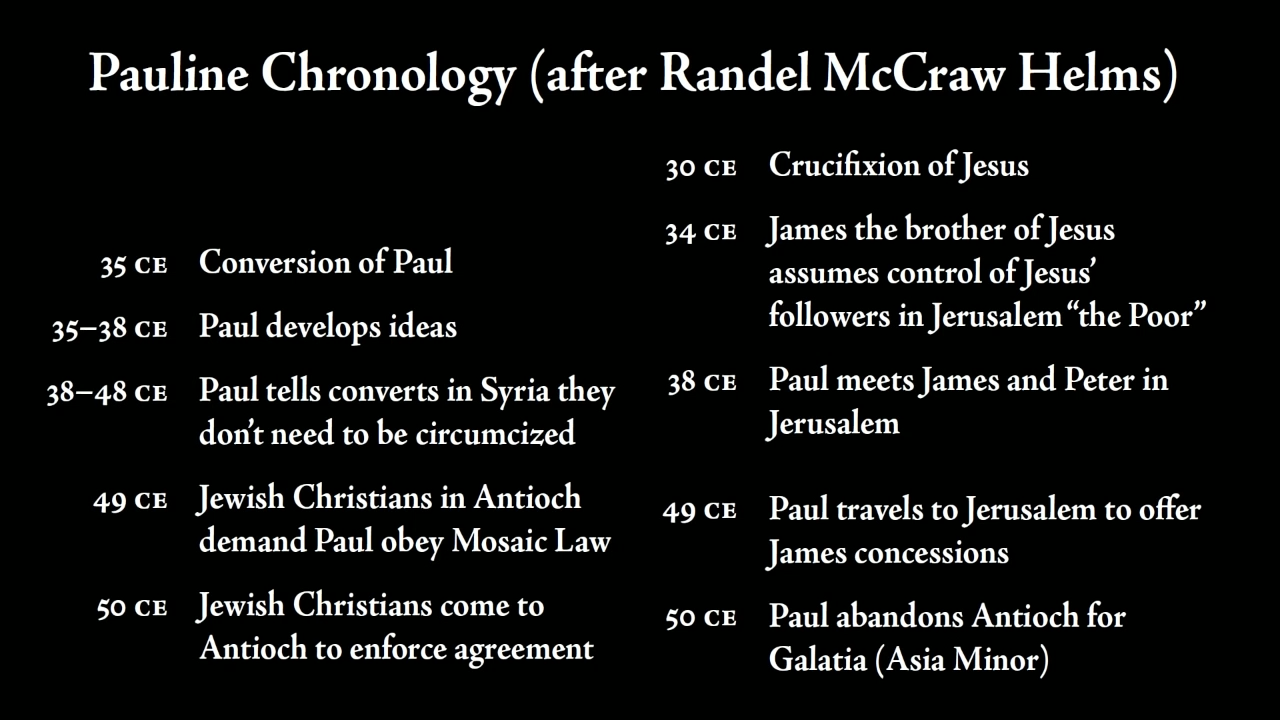 Pauline Chronology (after Randel McCraw Helms)
35 CE Conversion of Paul
35–38 CE Paul develops ideas
38–48 CE Paul tells converts in Syria they
don't need to be circumcized
49 CE Jewish Christians in Antioch
demand Paul obey Mosaic Law
50 CE Jewish Christians come to
Antioch to enforce agreement
30 CE Crucifixion of Jesus
34 CE James the brother of Jesus
assumes control of Jesus'
followers in Jerusalem “the Poor”
38 CE Paul meets James and Peter in
Jerusalem
49 CE Paul travels to Jerusalem to offer
James concessions
50 CE Paul abandons Antioch for
Galatia (Asia Minor)